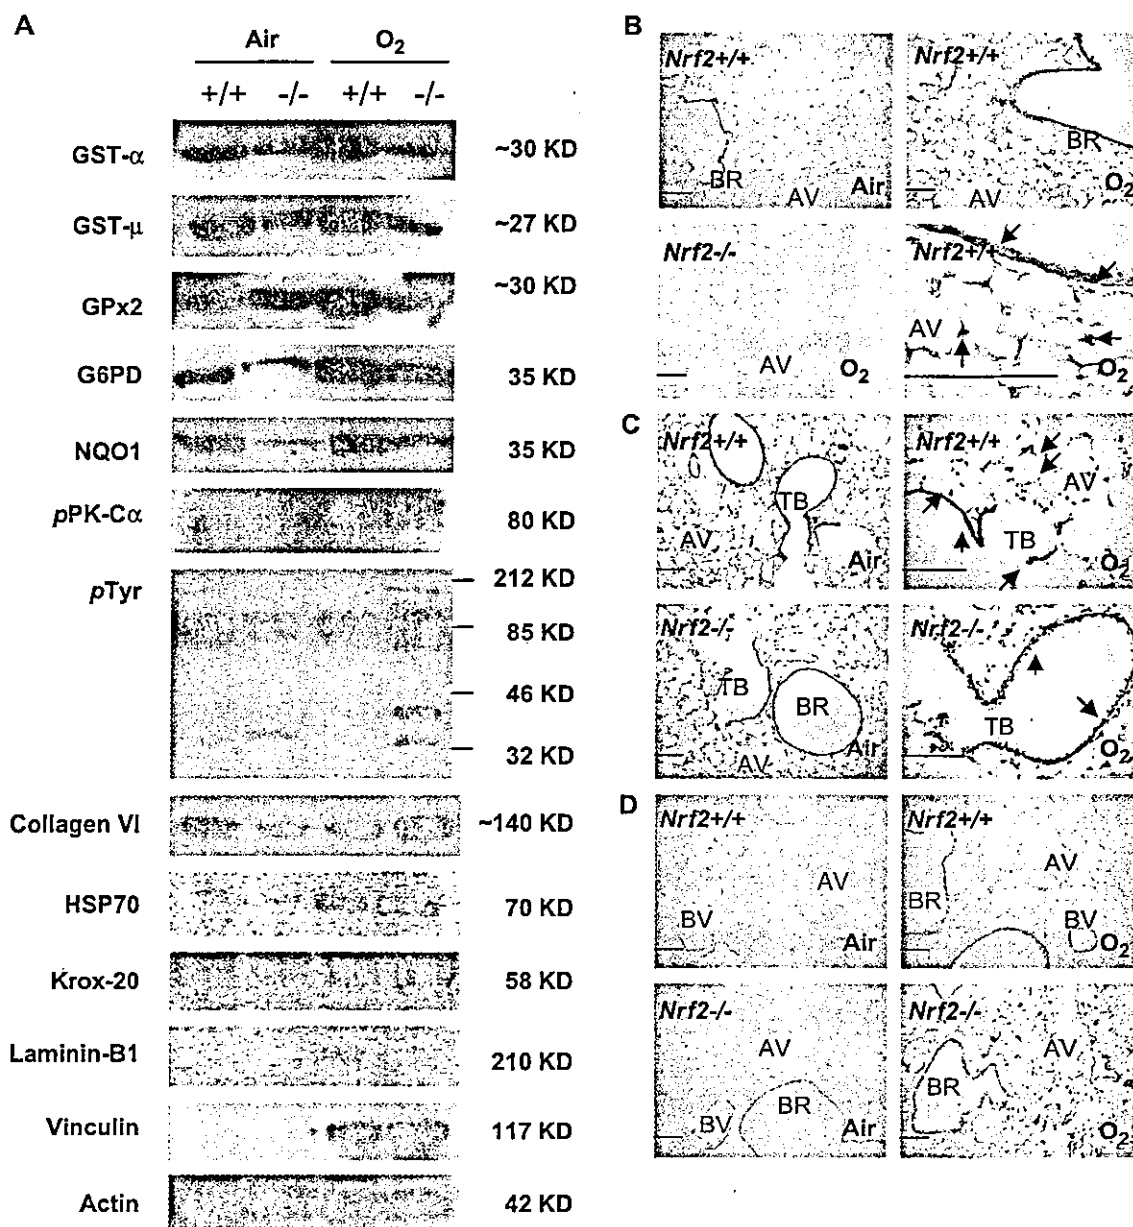 A
Air O₂
+/+ -/- +/+ -/-
GST-α ~30 KD
GST-μ ~27 KD
GPx2 ~30 KD
G6PD 35 KD
NQO1 35 KD
pPK-Cα 80 KD
pTyr 212 KD
85 KD
46 KD
32 KD
Collagen VI ~140 KD
HSP70 70 KD
Krox-20 58 KD
Laminin-B1 210 KD
Vinculin 117 KD
Actin 42 KD
B
Nrf2+/+ Nrf2+/+
BR BR
AV Air AV O₂
Nrf2-/- Nrf2+/+
AV
AV O₂ O₂
C
Nrf2+/+ Nrf2+/+
TB AV
AV TB
Air O₂
Nrf2-/- Nrf2-/-
TB BR TB
AV Air O₂
D
Nrf2+/+ Nrf2+/+
AV AV
BR
BV Air BV O₂
Nrf2-/- Nrf2-/-
AV AV
BR BR
BV Air O₂